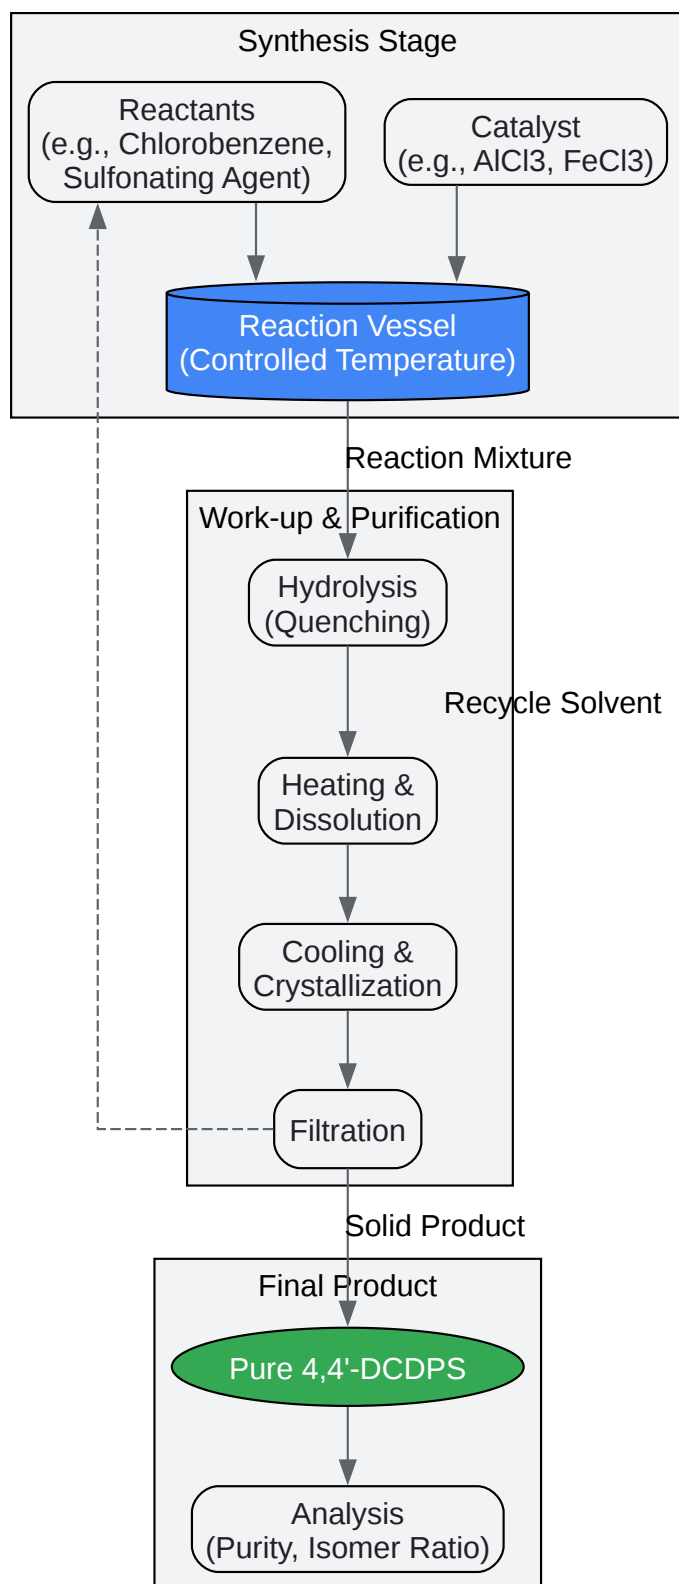 Synthesis Stage
Reactants
(e.g., Chlorobenzene,
Sulfonating Agent)
Catalyst
(e.g., AlCl3, FeCl3)
Reaction Vessel
(Controlled Temperature)
Reaction Mixture
Work-up & Purification
Hydrolysis
(Quenching)
Recycle Solvent
Heating &
Dissolution
Cooling &
Crystallization
Filtration
Solid Product
Final Product
Pure 4,4'-DCDPS
Analysis
(Purity, Isomer Ratio)